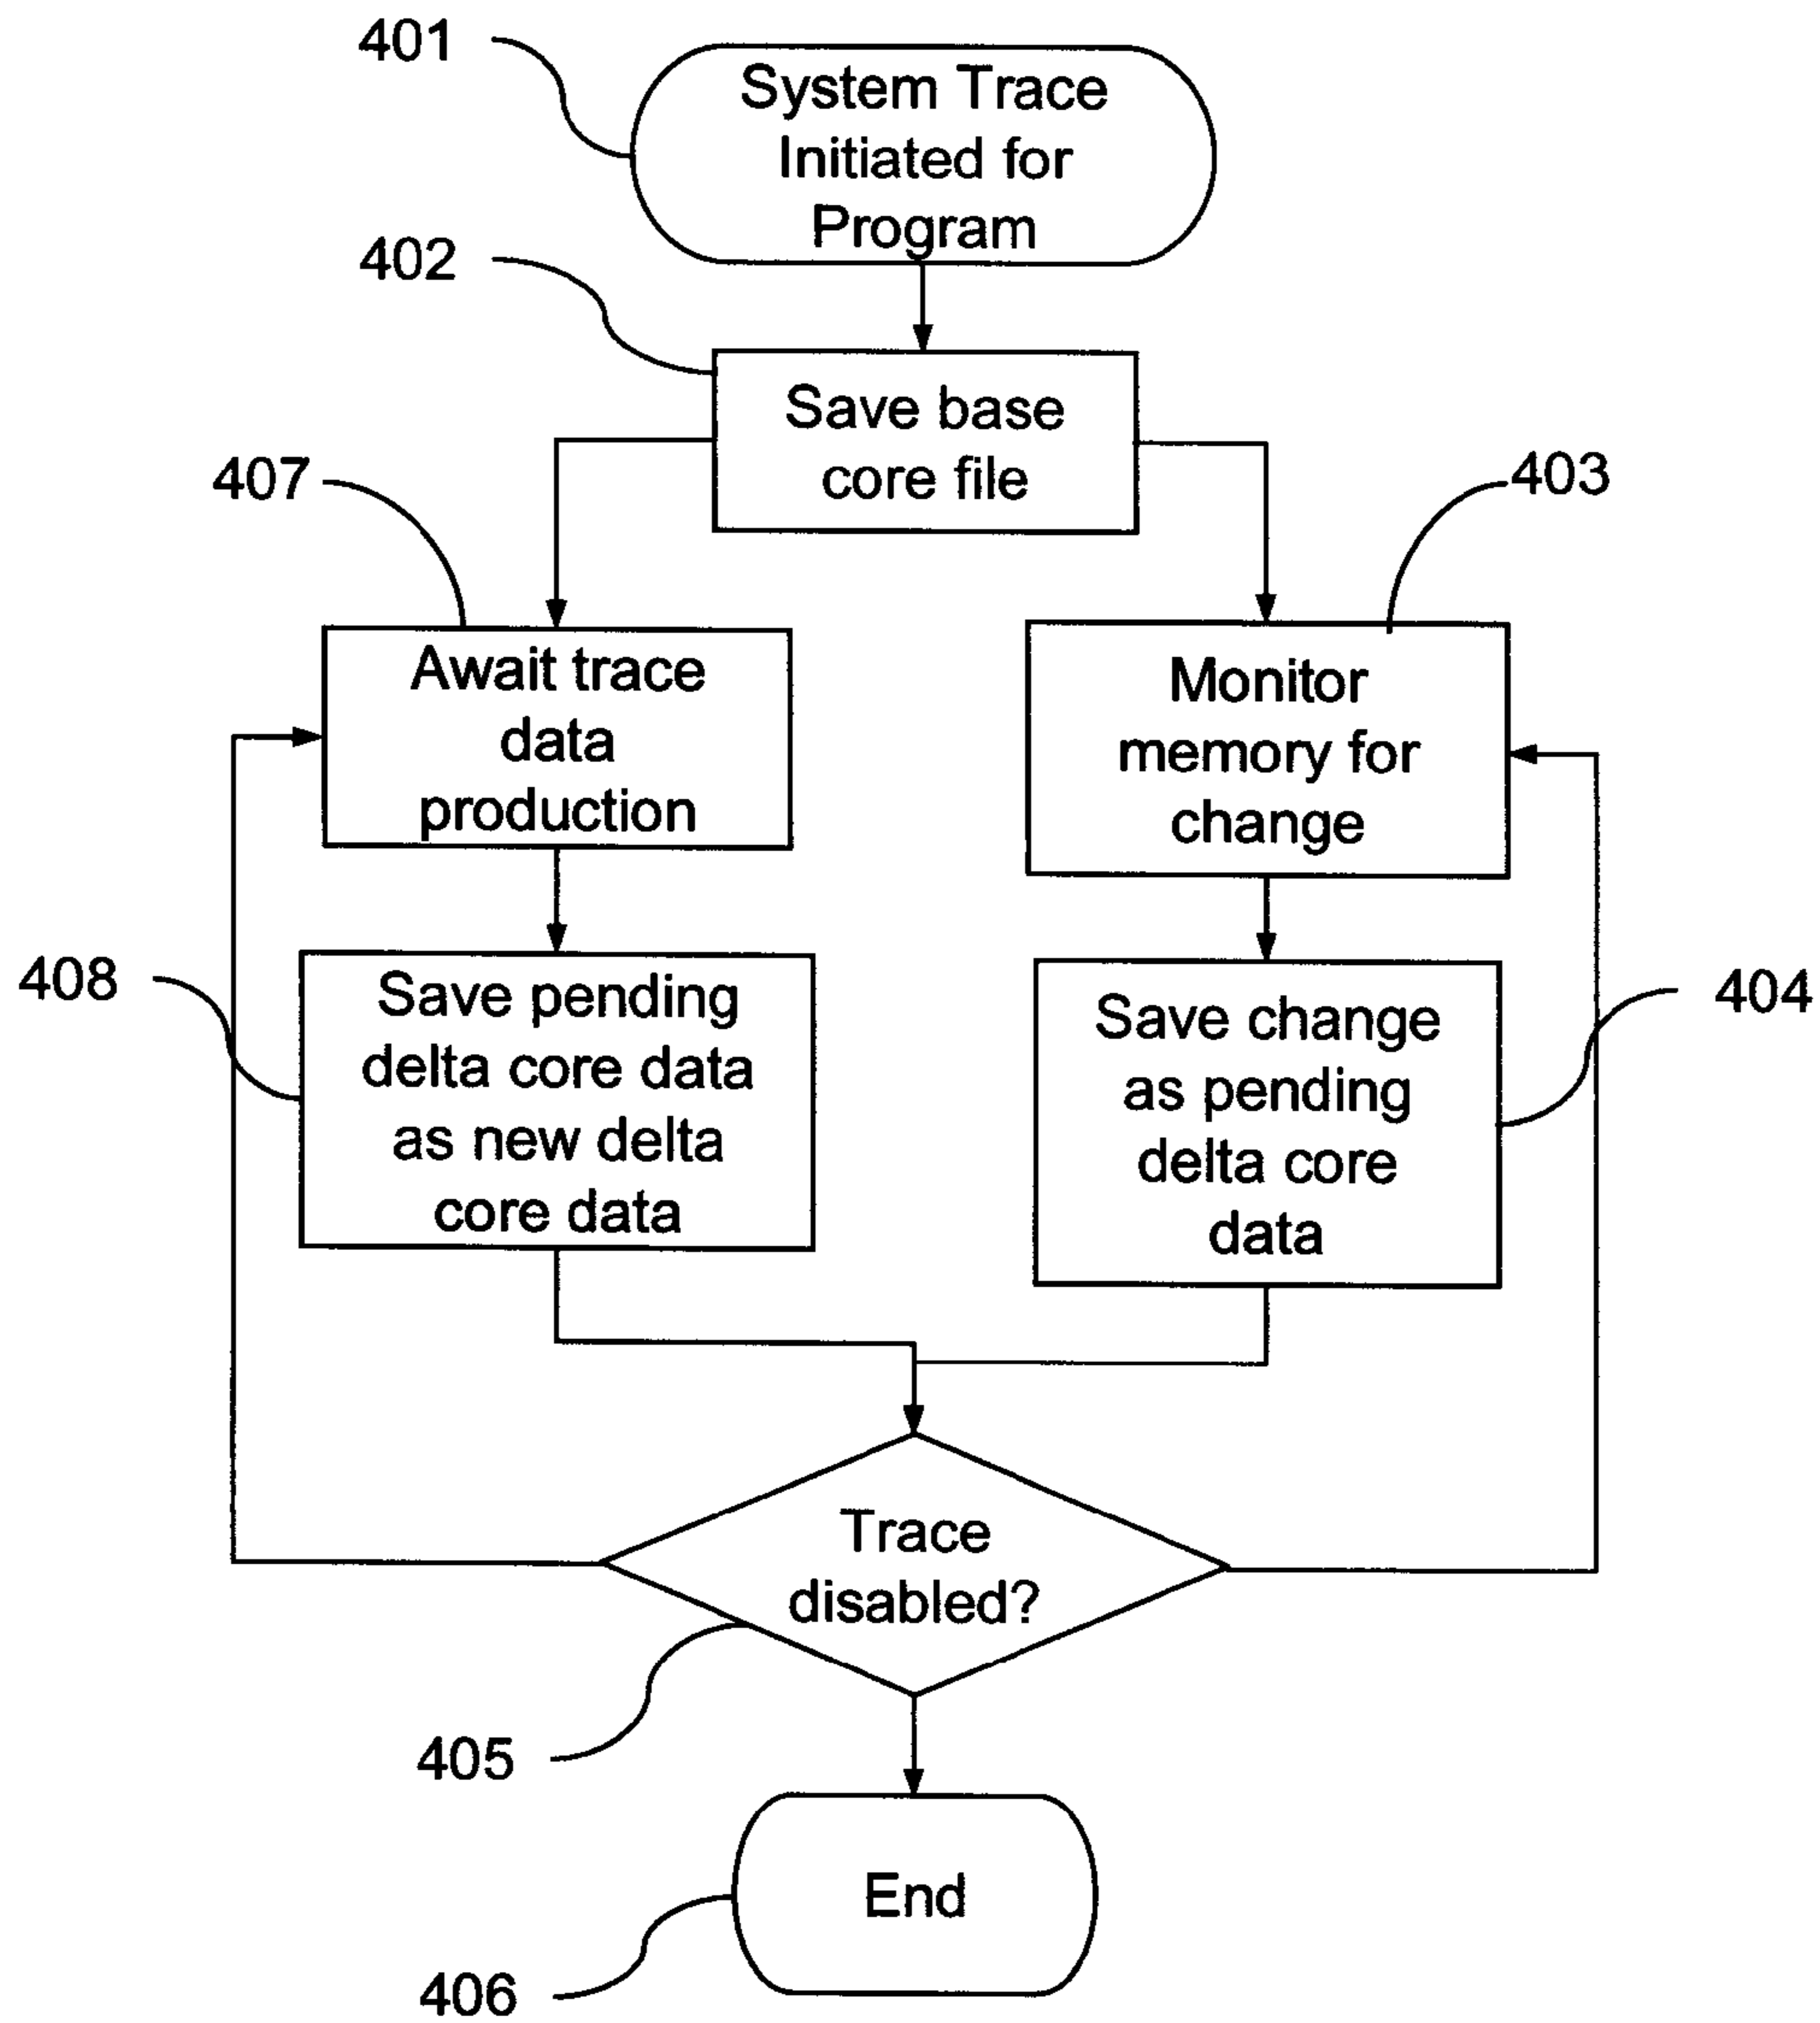 401
System Trace
Initiated for
Program
402
Save base
core file
407
403
Await trace
data
production
Monitor
memory for
change
408
Save pending
delta core data
as new delta
core data
Save change
as pending
delta core
data
404
Trace
disabled?
405
End
406